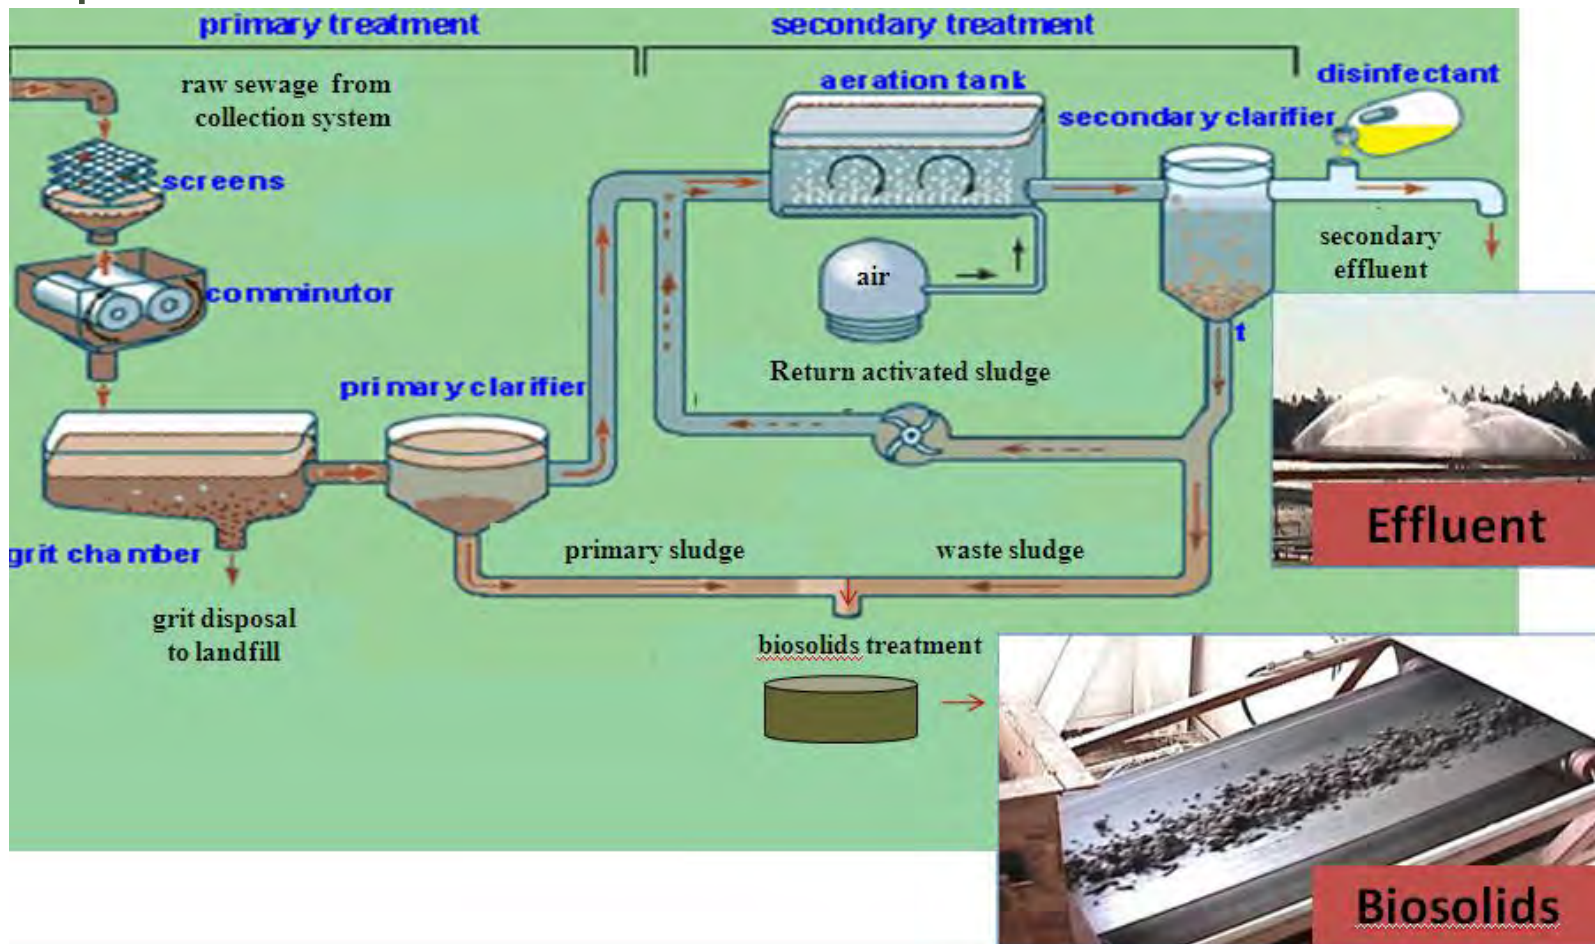 primary treatment
secondary treatment
raw sewage from
collection system
aeration tank
disinfectant
secondary clarifier
screens
secondary
effluent
air
comminutor
t
Return activated sludge
primary clarifier
Effluent
grit chamber
primary sludge
waste sludge
grit disposal
to landfill
biosolids treatment
Biosolids